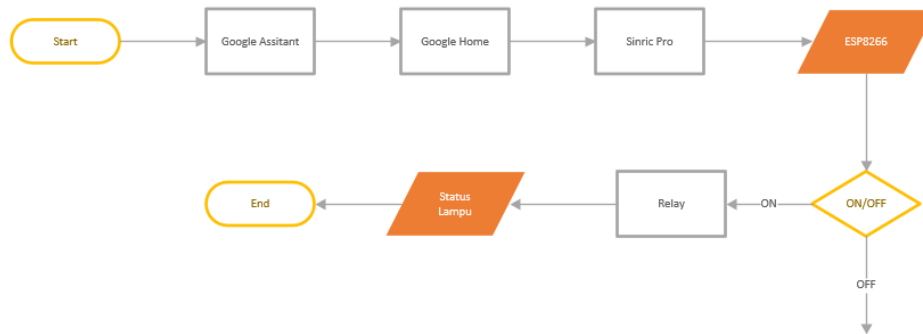 Start
Google Assitant
Google Home
Sinric Pro
ESP8266
End
Status
Lampu
Relay
ON
ON/OFF
OFF